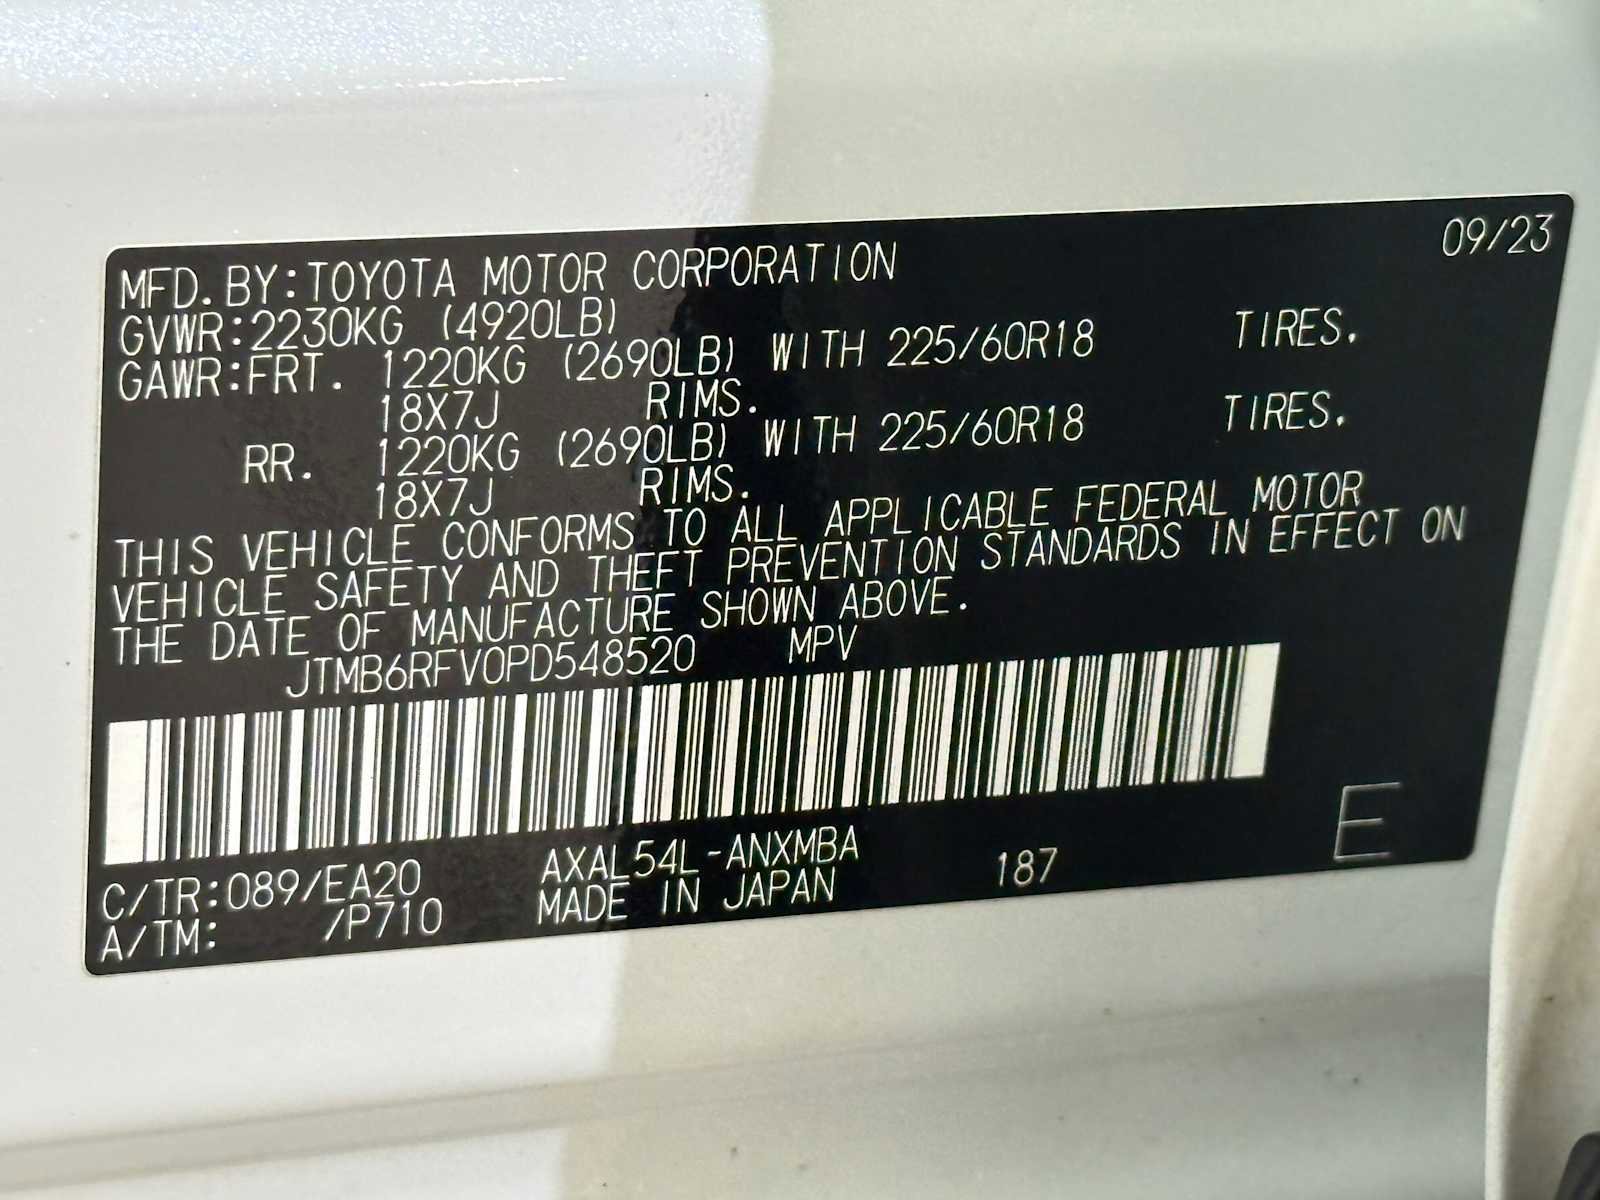 09/23
MFD. BY: TOYOTA MOTOR CORPORATION
GVWR: 2230KG (4920LB)
GAWR: FRT. 1220KG (2690LB) WITH 225/60R18 TIRES.
18X7J RIMS.
RR. 1220KG (2690LB) WITH 225/60R18 TIRES.
18X7J RIMS.
THIS VEHICLE CONFORMS TO ALL APPLICABLE FEDERAL MOTOR
VEHICLE SAFETY AND THEFT PREVENTION STANDARDS IN EFFECT ON
THE DATE OF MANUFACTURE SHOWN ABOVE.
JTMB6RFV0PD548520 MPV
C/TR: 089/EA20 AXAL54L-ANXMBA 187 E
A/TM: /P710 MADE IN JAPAN